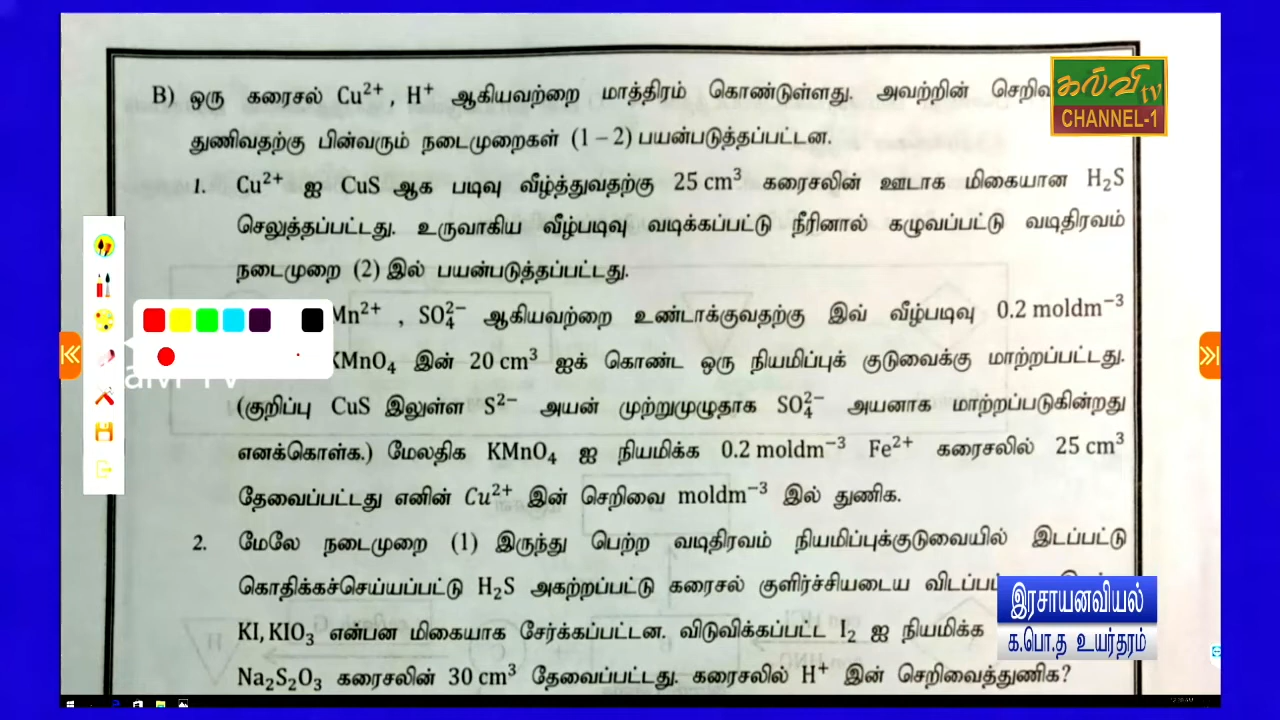 B) ஒரு கரைசல் Cu²⁺ , H⁺ ஆகியவற்றை மாத்திரம் கொண்டுள்ளது. அவற்றின்
கல்வி tv
CHANNEL-1
துணிவதற்கு பின்வரும் நடைமுறைகள் (1 – 2) பயன்படுத்தப்பட்டன.
1. Cu²⁺ ஐ CuS ஆக படிவு வீழ்த்துவதற்கு 25 cm³ கரைசலின் ஊடாக மிகையான H₂S
செலுத்தப்பட்டது. உருவாகிய வீழ்படிவு வடிக்கப்பட்டு நீரினால் கழுவப்பட்டு வடிதிரவம்
நடைமுறை (2) இல் பயன்படுத்தப்பட்டது.
Mn²⁺ , SO₄²⁻ ஆகியவற்றை உண்டாக்குவதற்கு இவ் வீழ்படிவு 0.2 moldm⁻³
KMnO₄ இன் 20 cm³ ஐக் கொண்ட ஒரு நியமிப்புக் குடுவைக்கு மாற்றப்பட்டது.
(குறிப்பு CuS இலுள்ள S²⁻ அயன் முற்றுமுழுதாக SO₄²⁻ அயனாக மாற்றப்படுகின்றது
எனக்கொள்க.) மேலதிக KMnO₄ ஐ நியமிக்க 0.2 moldm⁻³ Fe²⁺ கரைசலில் 25 cm³
தேவைப்பட்டது எனின் Cu²⁺ இன் செறிவை moldm⁻³ இல் துணிக.
2. மேலே நடைமுறை (1) இருந்து பெற்ற வடிதிரவம் நியமிப்புக்குடுவையில் இடப்பட்டு
கொதிக்கச்செய்யப்பட்டு H₂S அகற்றப்பட்டு கரைசல் குளிர்ச்சியடைய
இரசாயனவியல்
KI, KIO₃ என்பன மிகையாக சேர்க்கப்பட்டன. விடுவிக்கப்பட்ட I₂ ஐ நியமிக்க
க.பொ.த உயர்தரம்
Na₂S₂O₃ கரைசலின் 30 cm³ தேவைப்பட்டது. கரைசலில் H⁺ இன் செறிவைத்துணிக?